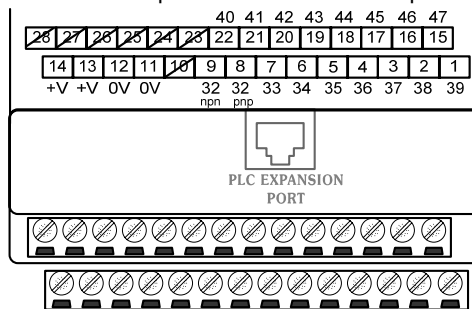 40 41 42 43 44 45 46 47
28 27 26 25 24 23 22 21 20 19 18 17 16 15
14 13 12 11 10 9 8 7 6 5 4 3 2 1
+V +V 0V 0V 32 32 33 34 35 36 37 38 39
npn pnp
PLC EXPANSION
PORT